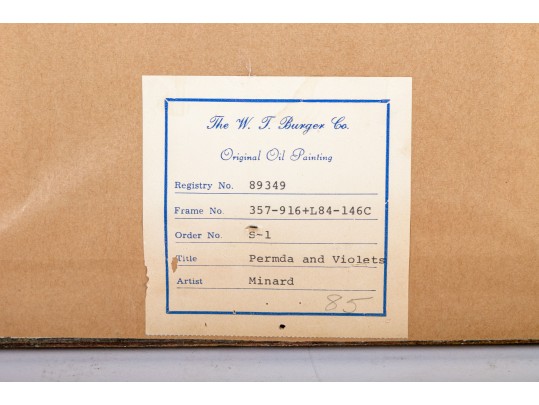 The W. T. Burger Co.
Original Oil Painting
Registry No. 89349
Frame No. 357-916+L84-146C
Order No. S-1
Title Permda and Violets
Artist Minard
85